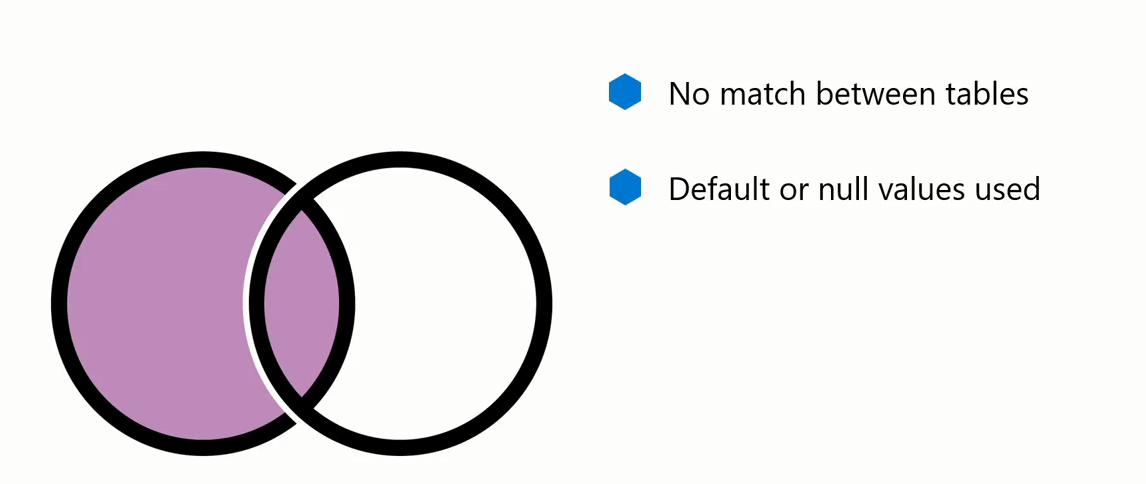 No match between tables
Default or null values used